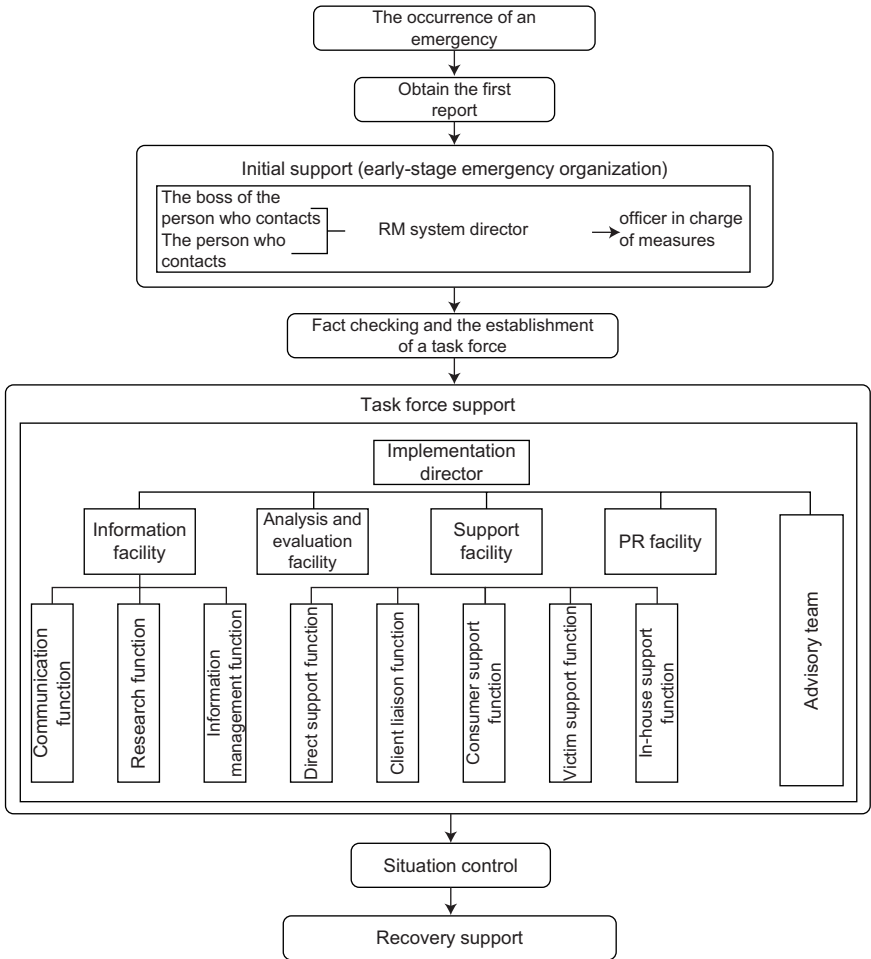 The occurrence of an
emergency
Obtain the first
report
Initial support (early-stage emergency organization)
The boss of the
person who contacts
The person who
contacts
RM system director
officer in charge
of measures
Fact checking and the establishment
of a task force
Task force support
Implementation
director
Information
facility
Analysis and
evaluation
facility
Support
facility
PR facility
Advisory team
Communication
function
Research function
Information
management function
Direct support function
Client liaison function
Consumer support
function
Victim support function
In-house support
function
Situation control
Recovery support